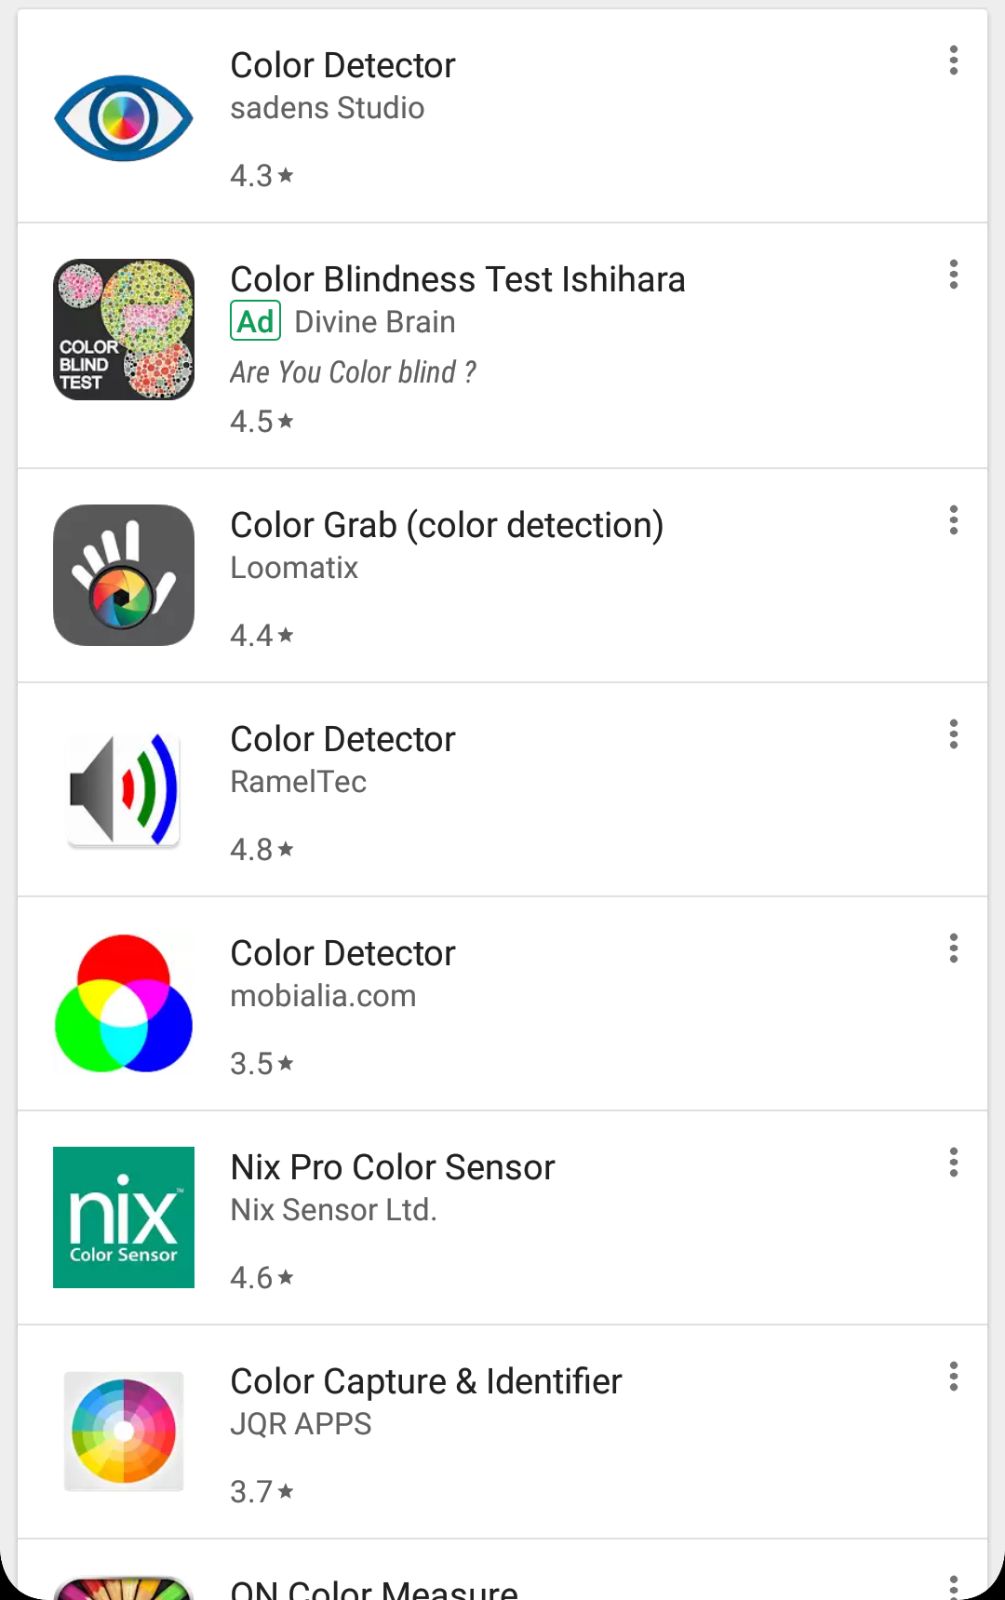 Color Detector
sadens Studio
4.3★
COLOR
BLIND
TEST
Color Blindness Test Ishihara
Ad Divine Brain
Are You Color blind ?
4.5★
Color Grab (color detection)
Loomatix
4.4★
Color Detector
RamelTec
4.8★
Color Detector
mobialia.com
3.5★
nix™
Color Sensor
Nix Pro Color Sensor
Nix Sensor Ltd.
4.6★
Color Capture & Identifier
JQR APPS
3.7★
ON Color Measure